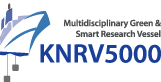 Multidisciplinary Green &
Smart Research Vessel
KNRV5000